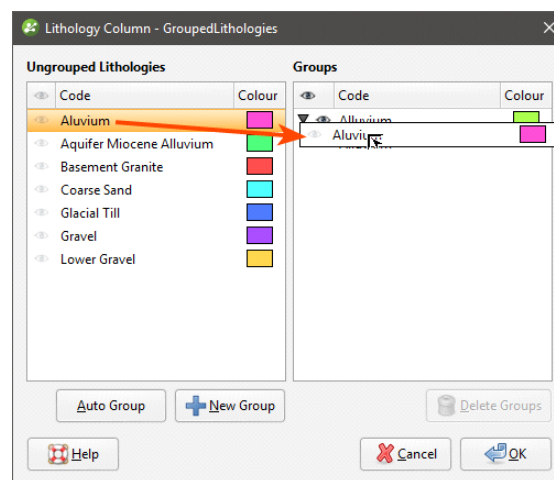 Lithology Column - GroupedLithologies
Ungrouped Lithologies
Groups
Code Colour
Code Colour
Aluvium
Alluvium
Aluvium
Aquifer Miocene Alluvium
Basement Granite
Coarse Sand
Glacial Till
Gravel
Lower Gravel
Auto Group
New Group
Delete Groups
Help
Cancel
OK